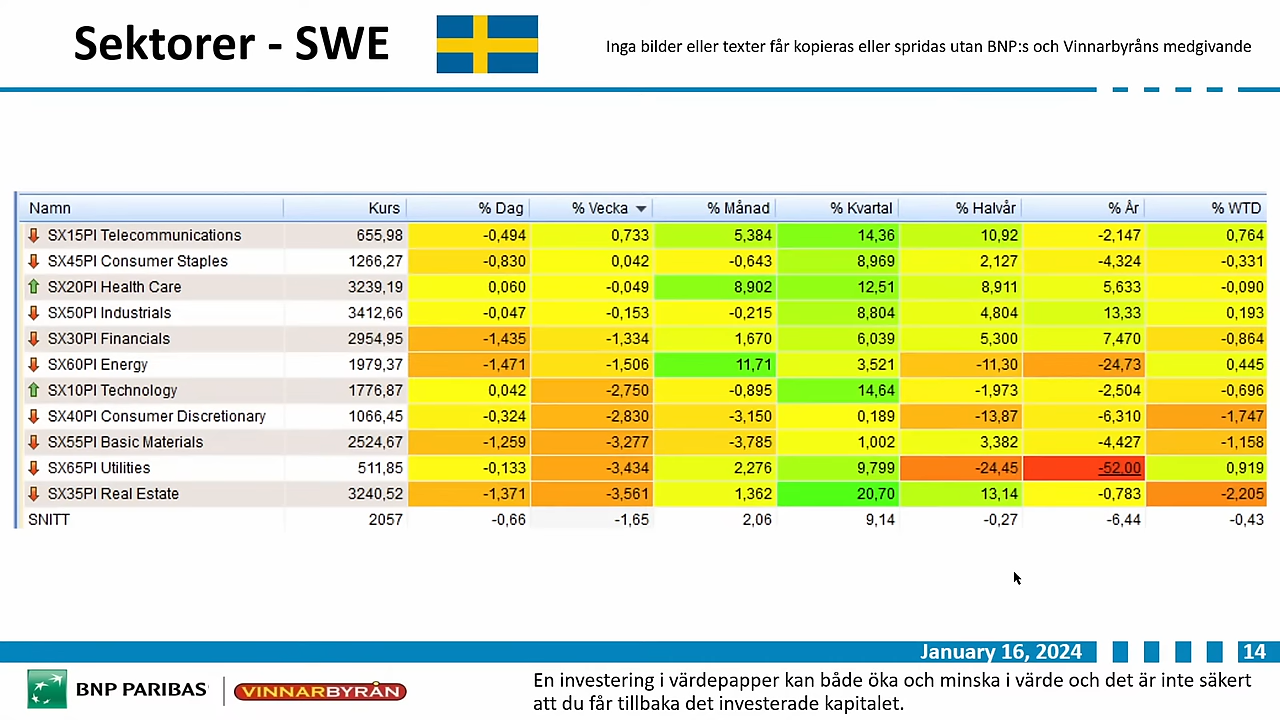 Sektorer - SWE
Inga bilder eller texter får kopieras eller spridas utan BNP:s och Vinnarbyråns medgivande
Namn Kurs % Dag % Vecka % Månad % Kvartal % Halvår % År % WTD
SX15PI Telecommunications 655,98 -0,494 0,733 5,384 14,36 10,92 -2,147 0,764
SX45PI Consumer Staples 1266,27 -0,830 0,042 -0,643 8,969 2,127 -4,324 -0,331
SX20PI Health Care 3239,19 0,060 -0,049 8,902 12,51 8,911 5,633 -0,090
SX50PI Industrials 3412,66 -0,047 -0,153 -0,215 8,804 4,804 13,33 0,193
SX30PI Financials 2954,95 -1,435 -1,334 1,670 6,039 5,300 7,470 -0,864
SX60PI Energy 1979,37 -1,471 -1,506 11,71 3,521 -11,30 -24,73 0,445
SX10PI Technology 1776,87 0,042 -2,750 -0,895 14,64 -1,973 -2,504 -0,696
SX40PI Consumer Discretionary 1066,45 -0,324 -2,830 -3,150 0,189 -13,87 -6,310 -1,747
SX55PI Basic Materials 2524,67 -1,259 -3,277 -3,785 1,002 3,382 -4,427 -1,158
SX65PI Utilities 511,85 -0,133 -3,434 2,276 9,799 -24,45 -52,00 0,919
SX35PI Real Estate 3240,52 -1,371 -3,561 1,362 20,70 13,14 -0,783 -2,205
SNITT 2057 -0,66 -1,65 2,06 9,14 -0,27 -6,44 -0,43
January 16, 2024 14
BNP PARIBAS VINNARBYRÅN
En investering i värdepapper kan både öka och minska i värde och det är inte säkert
att du får tillbaka det investerade kapitalet.